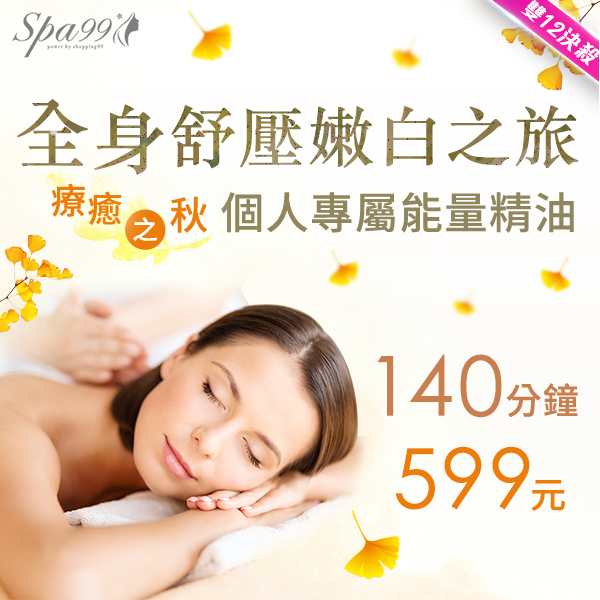 Spa99
power by shopping99
雙12決殺
全身舒壓嫩白之旅
療癒之秋 個人專屬能量精油
140分鐘
599元